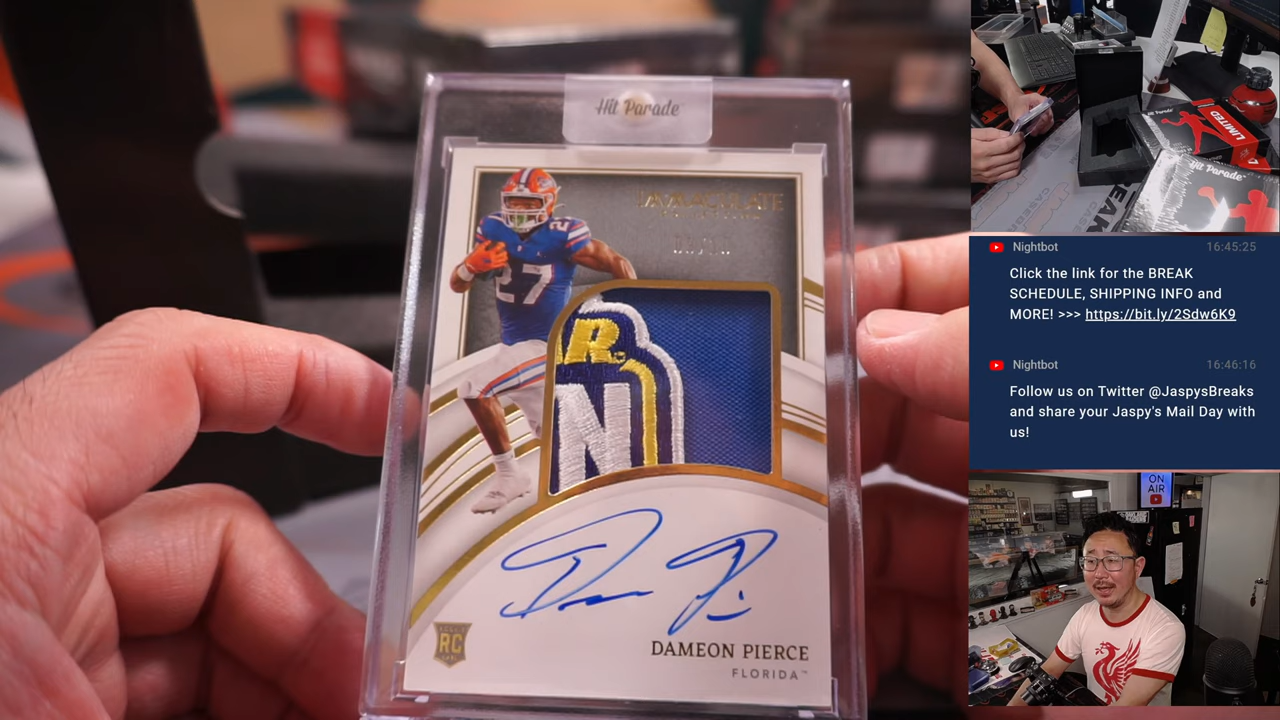 Hit Parade
IMMACULATE
27
AR.
N
RC
DAMEON PIERCE
FLORIDA™
LIMITED
Hit Parade
Nightbot
16:45:25
Click the link for the BREAK
SCHEDULE, SHIPPING INFO and
MORE! >>> https://bit.ly/2Sdw6K9
Nightbot
16:46:16
Follow us on Twitter @JaspysBreaks
and share your Jaspy's Mail Day with
us!
ON
AIR